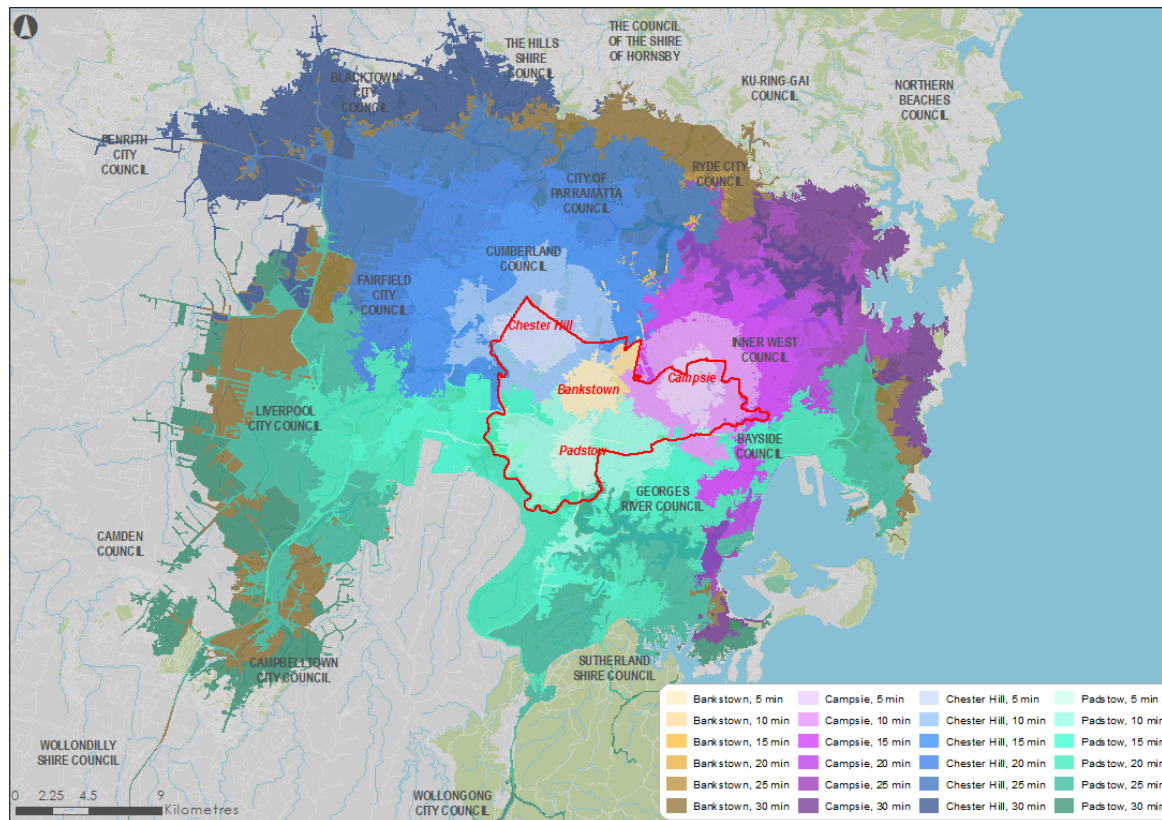 THE COUNCIL
OF THE SHIRE
OF HORNSBY
THE HILLS
SHIRE
COUNCIL
BLACKTOWN
CITY
COUNCIL
KU-RING-GAI
COUNCIL
NORTHERN
BEACHES
COUNCIL
PENRITH
CITY
COUNCIL
RYDE CITY
COUNCIL
CITY OF
PARRAMATTA
COUNCIL
CUMBERLAND
COUNCIL
FAIRFIELD
CITY
COUNCIL
Chester Hill
INNER WEST
COUNCIL
Campsie
Bankstown
LIVERPOOL
CITY COUNCIL
BAYSIDE
COUNCIL
Padstow
GEORGES
RIVER COUNCIL
CAMDEN
COUNCIL
CAMPBELLTOWN
CITY COUNCIL
SUTHERLAND
SHIRE COUNCIL
WOLLONDILLY
SHIRE COUNCIL
WOLLONGONG
CITY COUNCIL
0 2.25 4.5 9
Kilometres
Bankstown, 5 min
Bankstown, 10 min
Bankstown, 15 min
Bankstown, 20 min
Bankstown, 25 min
Bankstown, 30 min
Campsie, 5 min
Campsie, 10 min
Campsie, 15 min
Campsie, 20 min
Campsie, 25 min
Campsie, 30 min
Chester Hill, 5 min
Chester Hill, 10 min
Chester Hill, 15 min
Chester Hill, 20 min
Chester Hill, 25 min
Chester Hill, 30 min
Padstow, 5 min
Padstow, 10 min
Padstow, 15 min
Padstow, 20 min
Padstow, 25 min
Padstow, 30 min